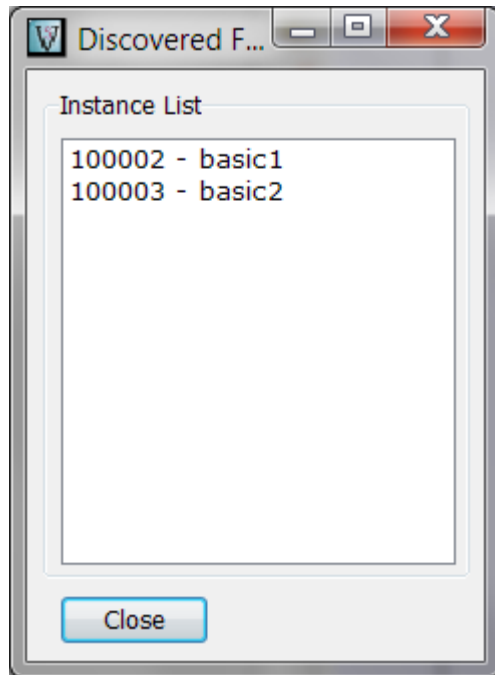 Discovered F...
Instance List
100002 - basic1
100003 - basic2
Close